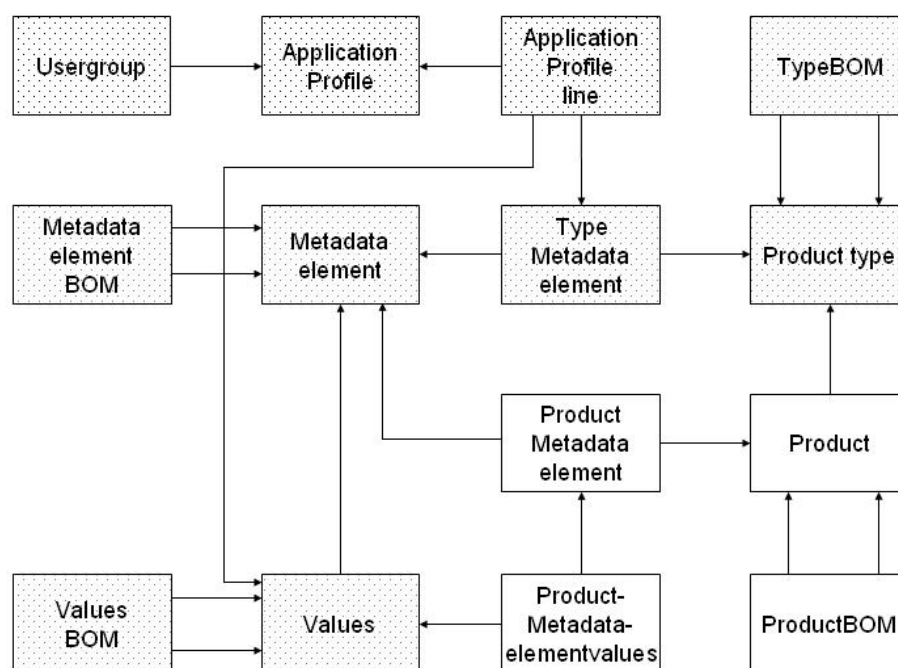 Usergroup
Application
Profile
Application
Profile
line
TypeBOM
Metadata
element
BOM
Metadata
element
Type
Metadata
element
Product type
Product
Metadata
element
Product
Values
BOM
Values
Product-
Metadata-
elementvalues
ProductBOM